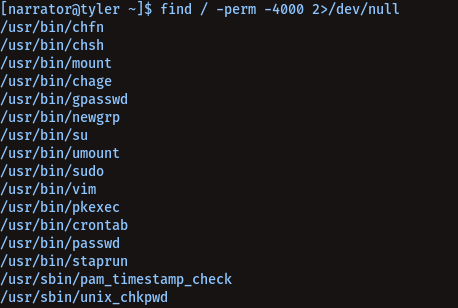 [narrator@tyler ~]$ find / -perm -4000 2>/dev/null
/usr/bin/chfn
/usr/bin/chsh
/usr/bin/mount
/usr/bin/chage
/usr/bin/gpasswd
/usr/bin/newgrp
/usr/bin/su
/usr/bin/umount
/usr/bin/sudo
/usr/bin/vim
/usr/bin/pkexec
/usr/bin/crontab
/usr/bin/passwd
/usr/bin/staprun
/usr/sbin/pam_timestamp_check
/usr/sbin/unix_chkpwd